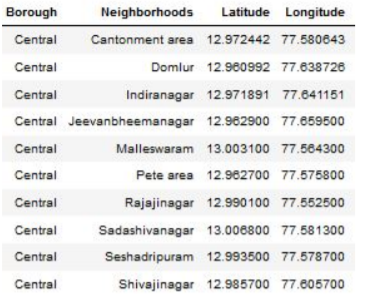 Borough Neighborhoods Latitude Longitude
Central Cantonment area 12.972442 77.580643
Central Domlur 12.960992 77.638726
Central Indiranagar 12.971891 77.641151
Central Jeevanbheemanagar 12.962900 77.659500
Central Malleswaram 13.003100 77.564300
Central Pete area 12.962700 77.575800
Central Rajajinagar 12.990100 77.552500
Central Sadashivanagar 13.006800 77.581300
Central Seshadripuram 12.993500 77.578700
Central Shivajinagar 12.985700 77.605700